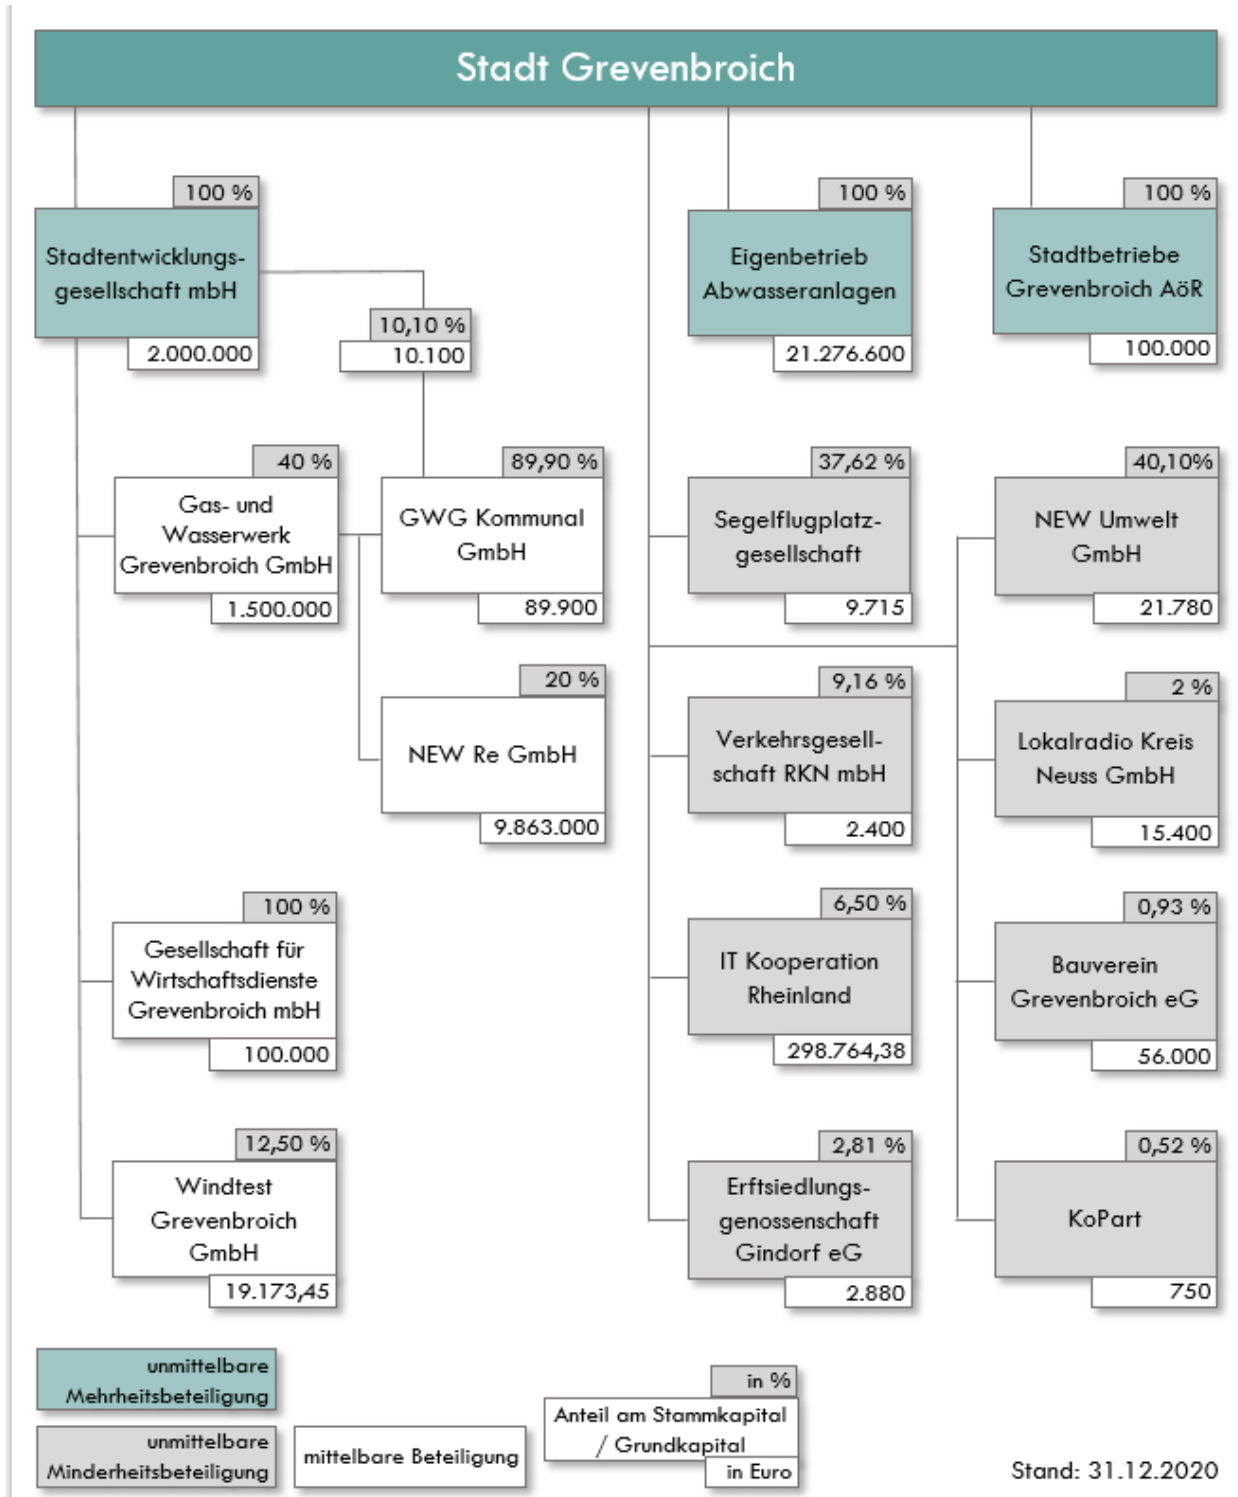 Stadt Grevenbroich
100 %
Stadtentwicklungs-
gesellschaft mbH
2.000.000
10,10 %
10.100
100 %
Eigenbetrieb
Abwasseranlagen
21.276.600
100 %
Stadtbetriebe
Grevenbroich AöR
100.000
40 %
Gas- und
Wasserwerk
Grevenbroich GmbH
1.500.000
89,90 %
GWG Kommunal
GmbH
89.900
37,62 %
Segelflugplatz-
gesellschaft
9.715
40,10%
NEW Umwelt
GmbH
21.780
20 %
NEW Re GmbH
9.863.000
9,16 %
Verkehrsgesell-
schaft RKN mbH
2.400
2 %
Lokalradio Kreis
Neuss GmbH
15.400
100 %
Gesellschaft für
Wirtschaftsdienste
Grevenbroich mbH
100.000
6,50 %
IT Kooperation
Rheinland
298.764,38
0,93 %
Bauverein
Grevenbroich eG
56.000
12,50 %
Windtest
Grevenbroich
GmbH
19.173,45
2,81 %
Erftsiedlungs-
genossenschaft
Gindorf eG
2.880
0,52 %
KoPart
750
unmittelbare
Mehrheitsbeteiligung
unmittelbare
Minderheitsbeteiligung
mittelbare Beteiligung
in %
Anteil am Stammkapital
/ Grundkapital
in Euro
Stand: 31.12.2020